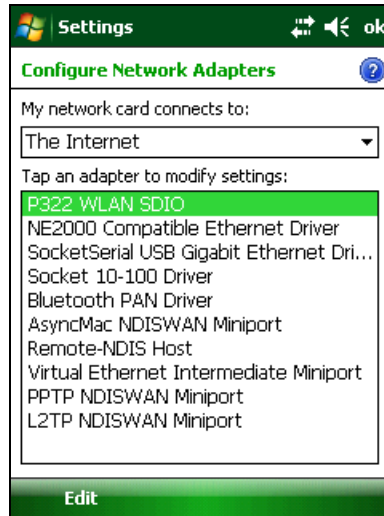 Settings
ok
Configure Network Adapters
?
My network card connects to:
The Internet
Tap an adapter to modify settings:
P322 WLAN SDIO
NE2000 Compatible Ethernet Driver
SocketSerial USB Gigabit Ethernet Dri...
Socket 10-100 Driver
Bluetooth PAN Driver
AsyncMac NDISWAN Miniport
Remote-NDIS Host
Virtual Ethernet Intermediate Miniport
PPTP NDISWAN Miniport
L2TP NDISWAN Miniport
Edit